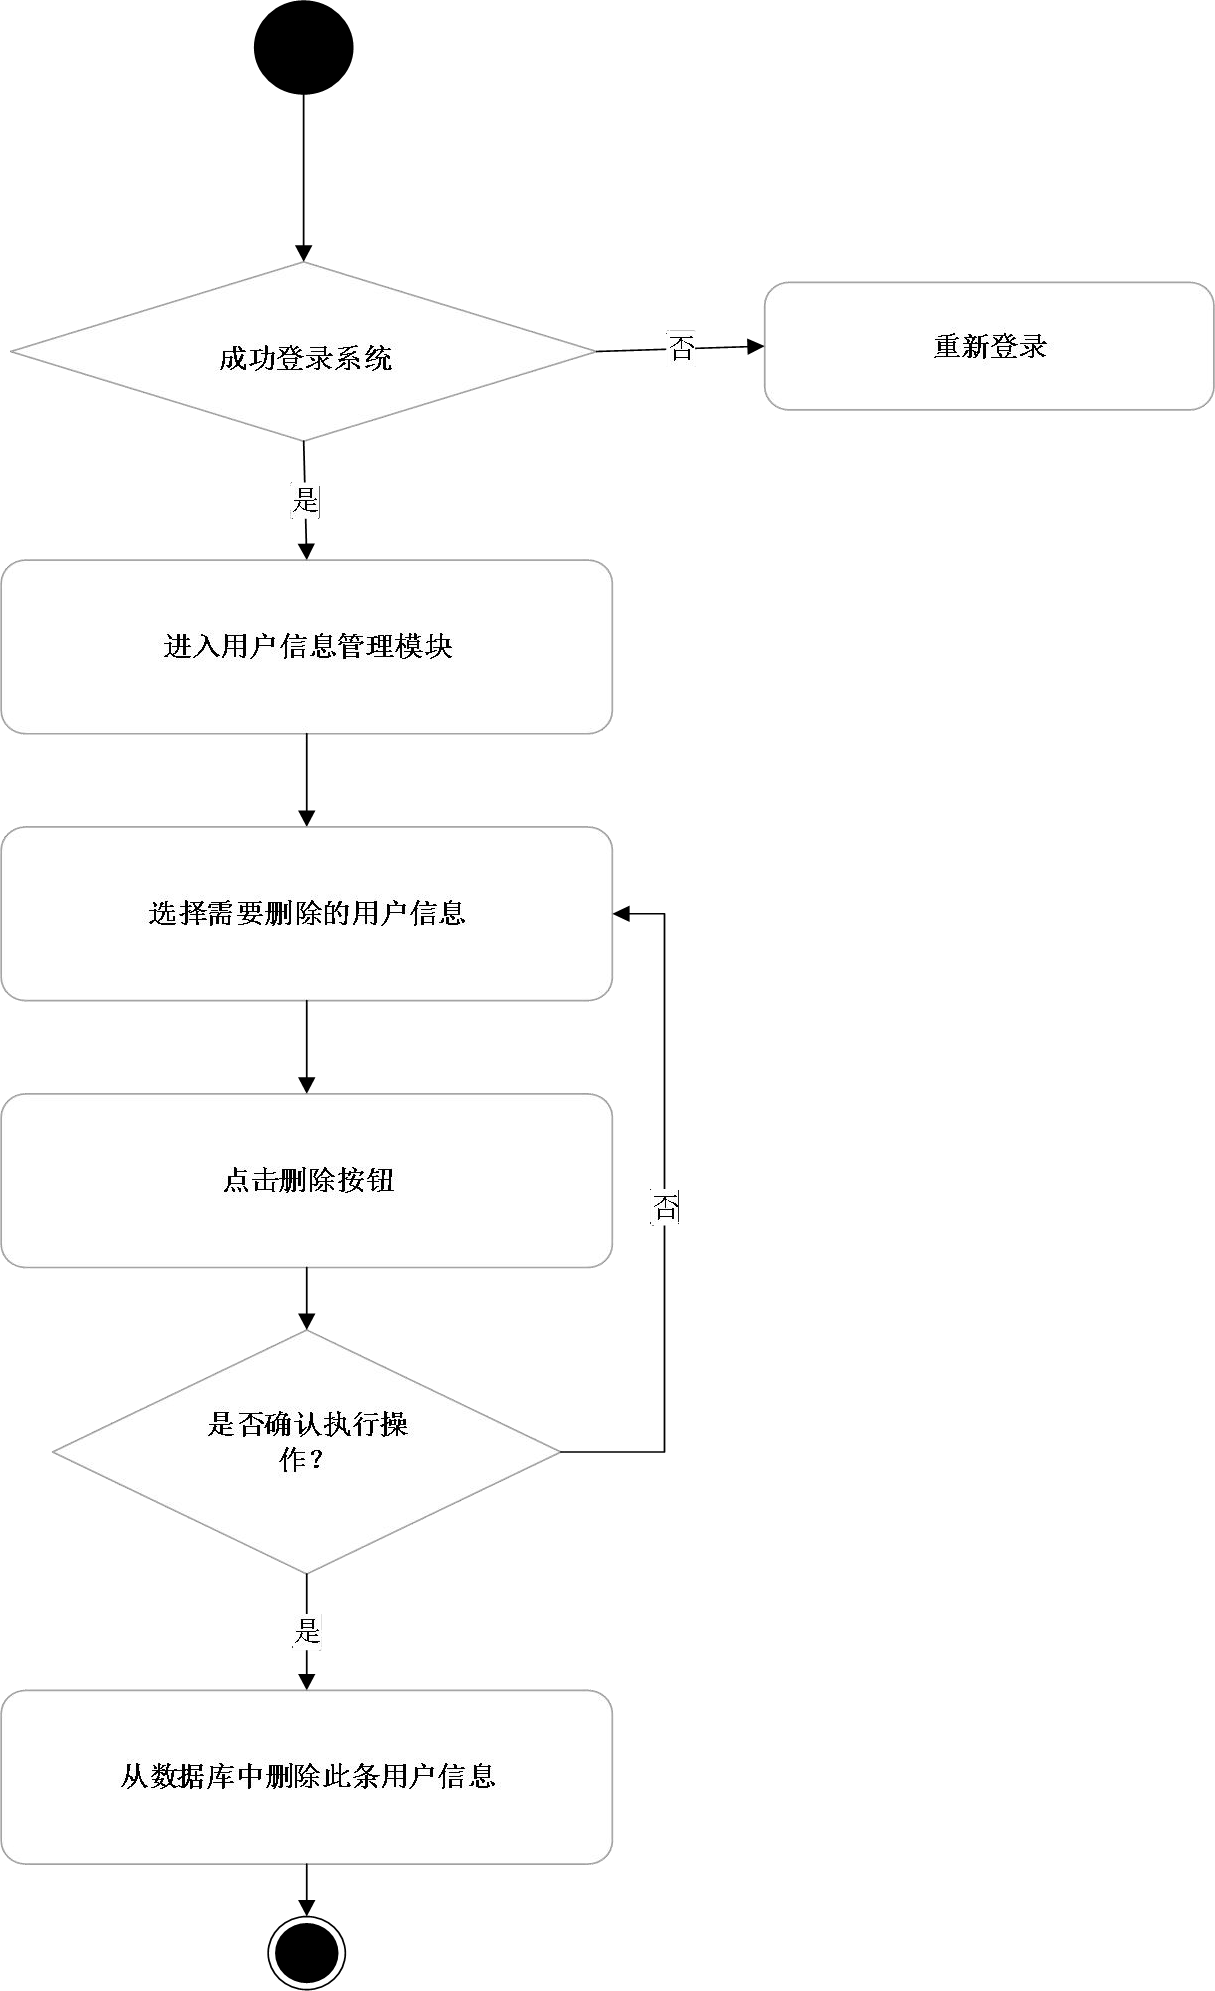 成功登录系统
否
重新登录
是
进入用户信息管理模块
选择需要删除的用户信息
点击删除按钮
否
是否确认执行操
作？
是
从数据库中删除此条用户信息